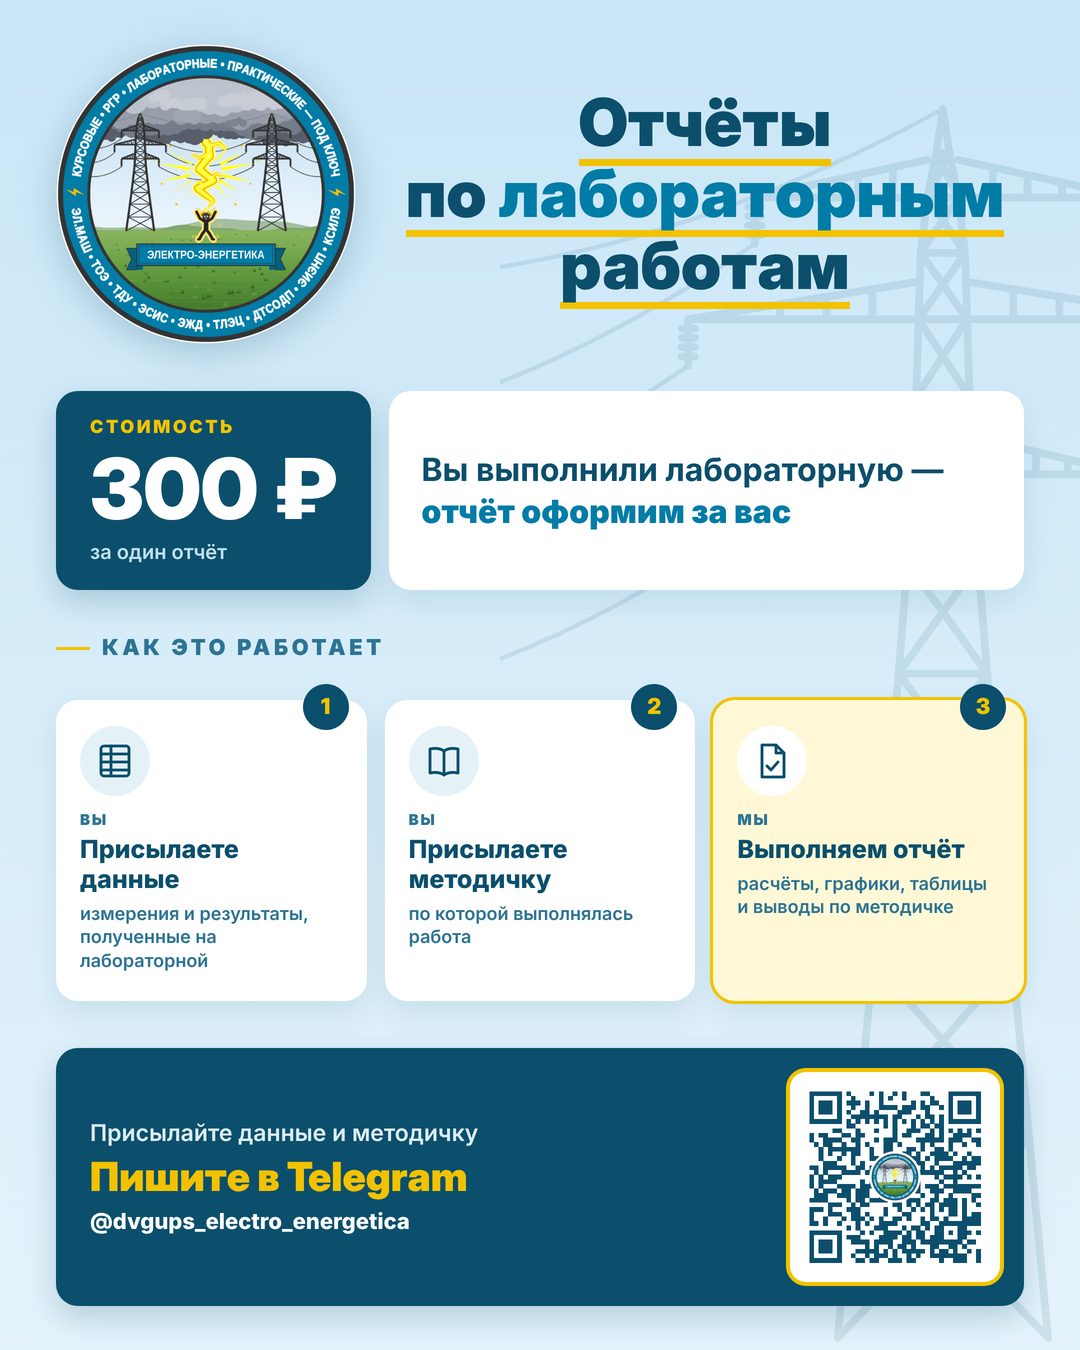 КУРСОВЫЕ • РГР • ЛАБОРАТОРНЫЕ • ПРАКТИЧЕСКИЕ — ПОД КЛЮЧ
ЭЛ.МАШ • ТОЭ • ТДУ • ЭСИС • ЭЖД • ТЛЭЦ • ДТСОДП • ЭИЭНП • КСИЛЭ
ЭЛЕКТРО-ЭНЕРГЕТИКА
Отчёты
по лабораторным
работам
СТОИМОСТЬ
300 ₽
за один отчёт
Вы выполнили лабораторную —
отчёт оформим за вас
КАК ЭТО РАБОТАЕТ
1
ВЫ
Присылаете
данные
измерения и результаты,
полученные на
лабораторной
2
ВЫ
Присылаете
методичку
по которой выполнялась
работа
3
МЫ
Выполняем отчёт
расчёты, графики, таблицы
и выводы по методичке
Присылайте данные и методичку
Пишите в Telegram
@dvgups_electro_energetica